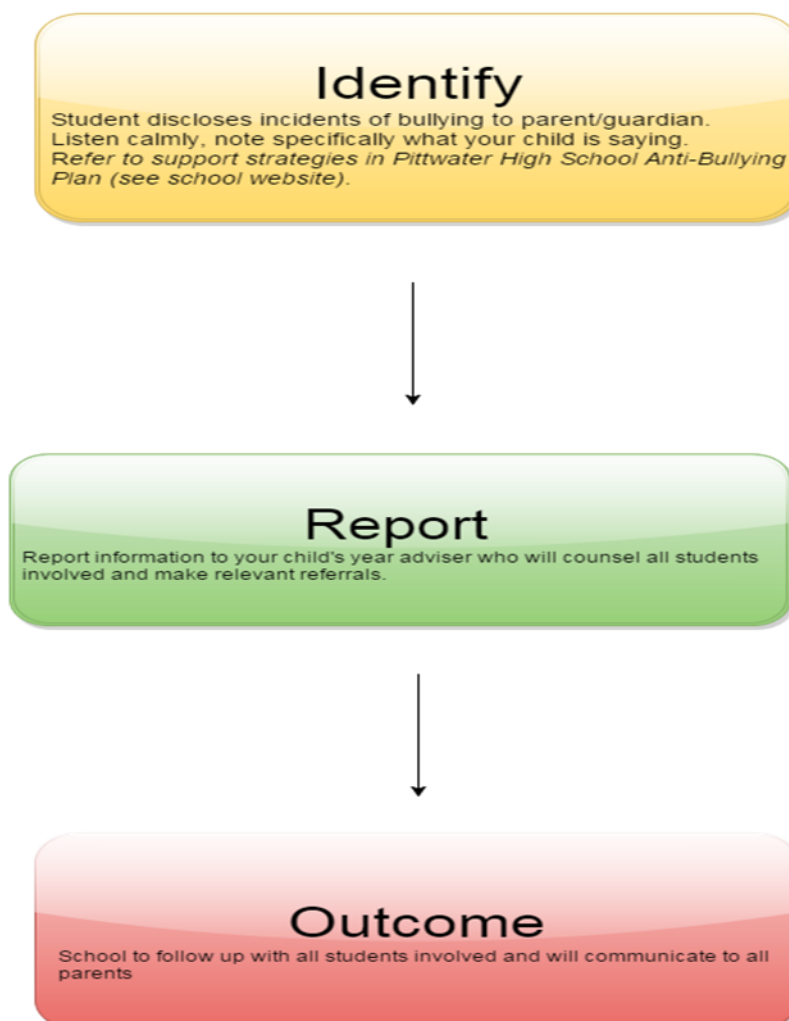 Identify
Student discloses incidents of bullying to parent/guardian.
Listen calmly, note specifically what your child is saying.
Refer to support strategies in Pittwater High School Anti-Bullying
Plan (see school website).
Report
Report information to your child's year adviser who will counsel all students
involved and make relevant referrals.
Outcome
School to follow up with all students involved and will communicate to all
parents